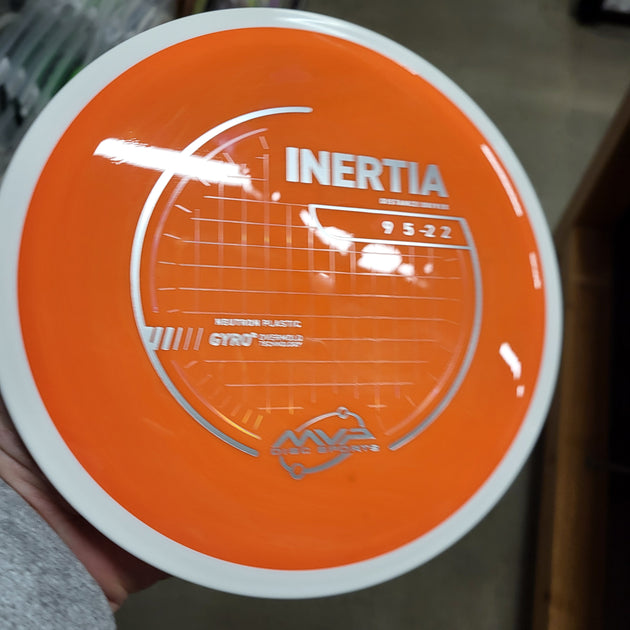 INERTIA
DISTANCE DRIVER
9 5 -2 2
NEUTRON PLASTIC
GYRO® OVERMOLD
TECHNOLOGY
MVP
DISC SPORTS